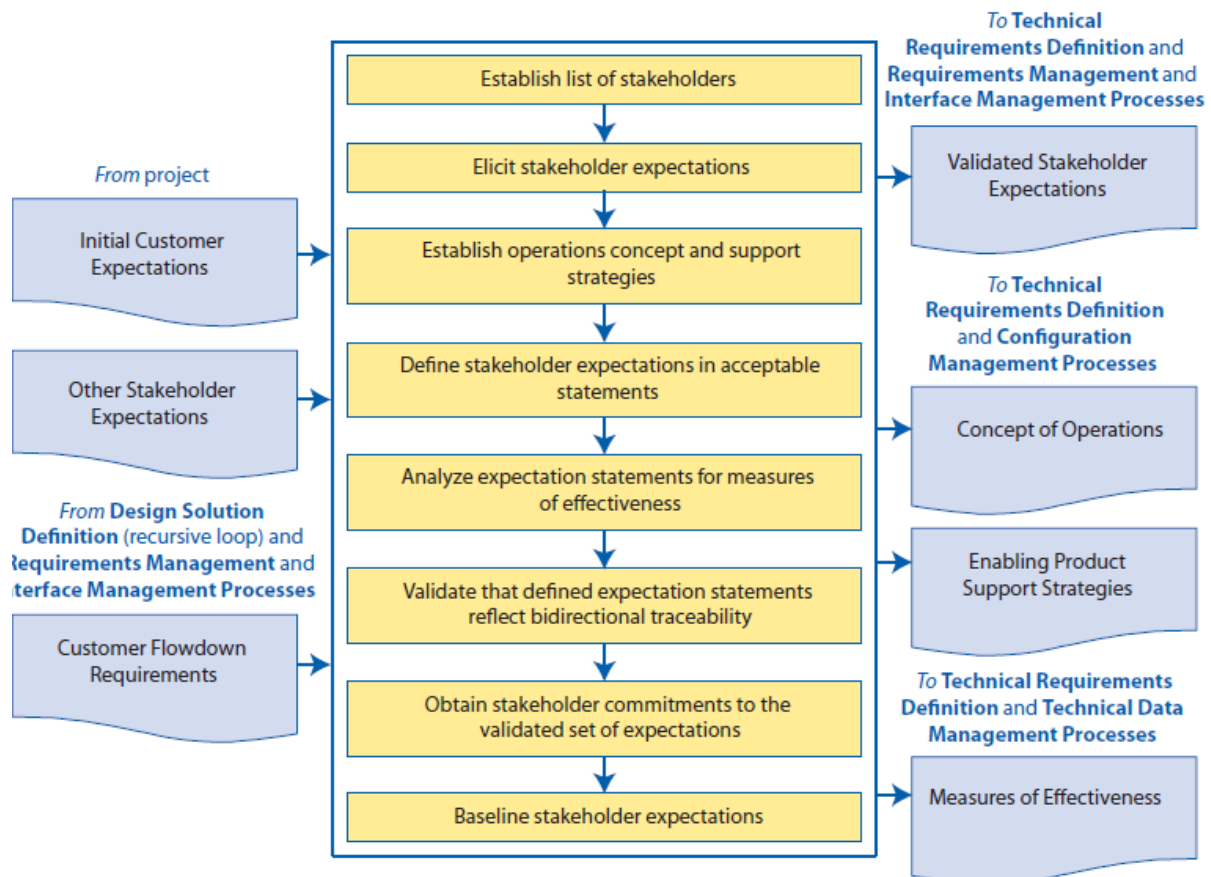 From project
Initial Customer
Expectations
Other Stakeholder
Expectations
From Design Solution
Definition (recursive loop) and
Requirements Management and
Interface Management Processes
Customer Flowdown
Requirements
Establish list of stakeholders
Elicit stakeholder expectations
Establish operations concept and support
strategies
Define stakeholder expectations in acceptable
statements
Analyze expectation statements for measures
of effectiveness
Validate that defined expectation statements
reflect bidirectional traceability
Obtain stakeholder commitments to the
validated set of expectations
Baseline stakeholder expectations
To Technical
Requirements Definition and
Requirements Management and
Interface Management Processes
Validated Stakeholder
Expectations
To Technical
Requirements Definition
and Configuration
Management Processes
Concept of Operations
Enabling Product
Support Strategies
To Technical Requirements
Definition and Technical Data
Management Processes
Measures of Effectiveness